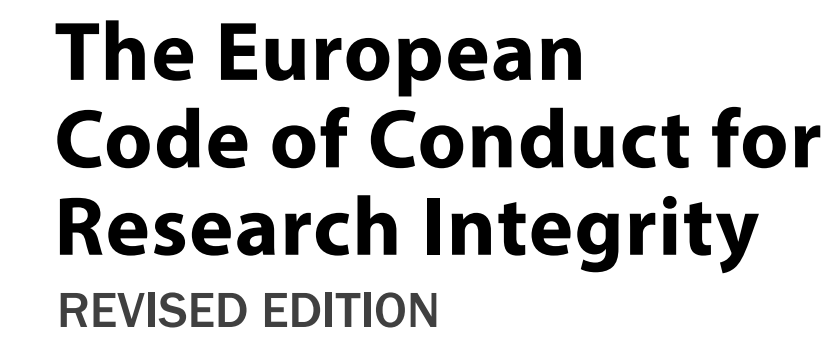 The European
Code of Conduct for
Research Integrity
REVISED EDITION